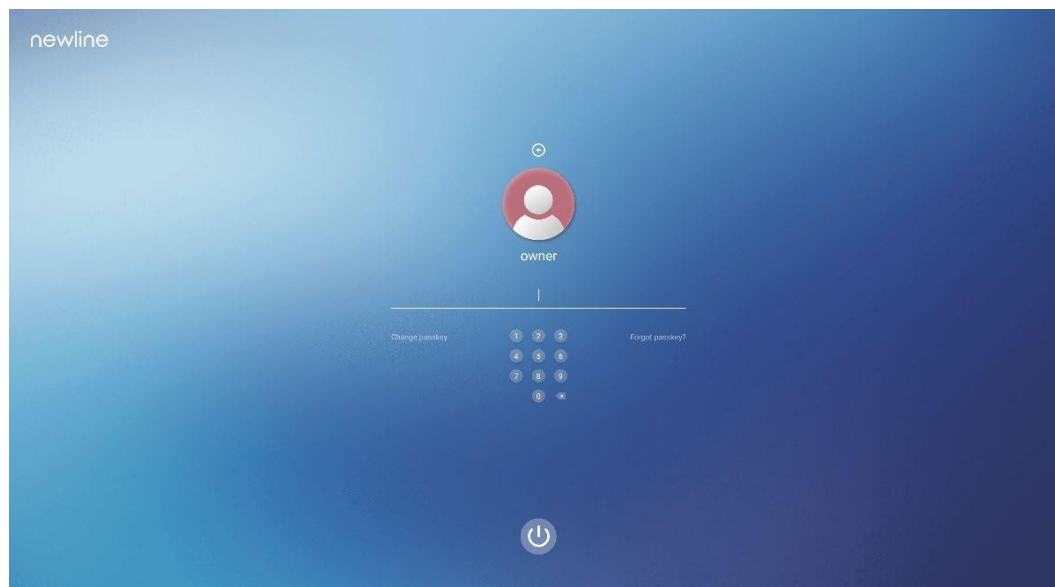 newline
owner
Change passkey
1 2 3
Forgot passkey?
4 5 6
7 8 9
0